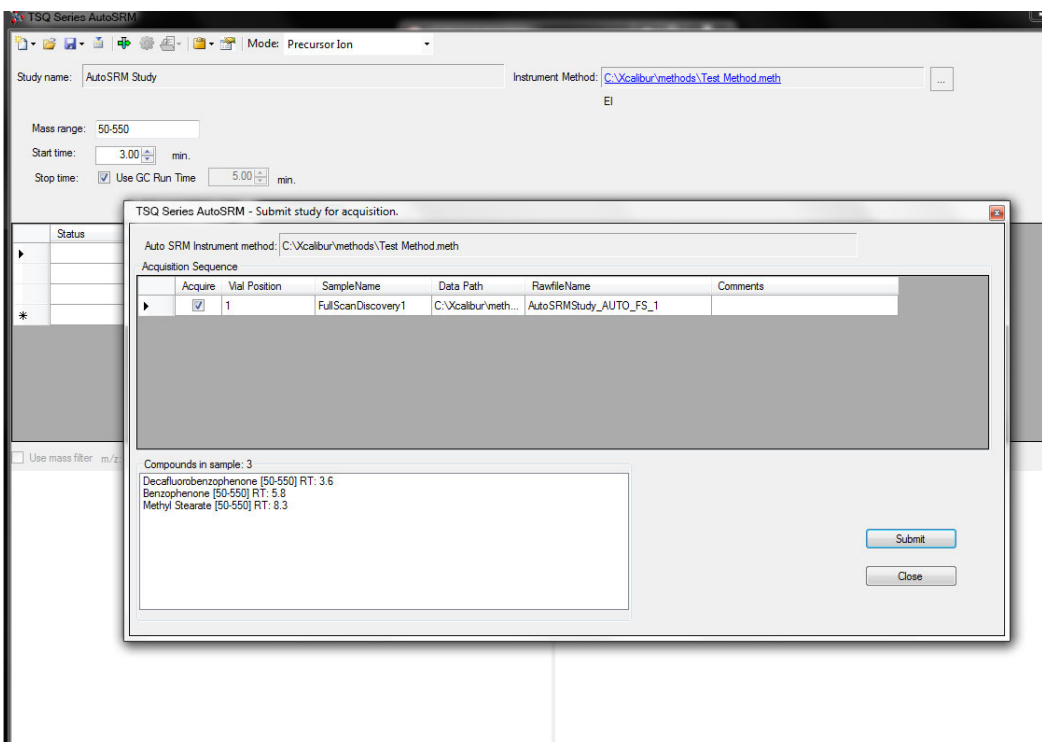 TSQ Series AutoSRM
Mode: Precursor Ion
Study name: AutoSRM Study Instrument Method: C:\Xcalibur\methods\Test Method.meth ...
EI
Mass range: 50-550
Start time: 3.00 min.
Stop time: Use GC Run Time 5.00 min.
TSQ Series AutoSRM - Submit study for acquisition.
Status
Auto SRM Instrument method: C:\Xcalibur\methods\Test Method.meth
Acquisition Sequence
Acquire Vial Position SampleName Data Path RawfileName Comments
1 FullScanDiscovery1 C:\Xcalibur\meth... AutoSRMStudy_AUTO_FS_1
Use mass filter m/z:
Compounds in sample: 3
Decafluorobenzophenone [50-550] RT: 3.6
Benzophenone [50-550] RT: 5.8
Methyl Stearate [50-550] RT: 8.3
Submit
Close